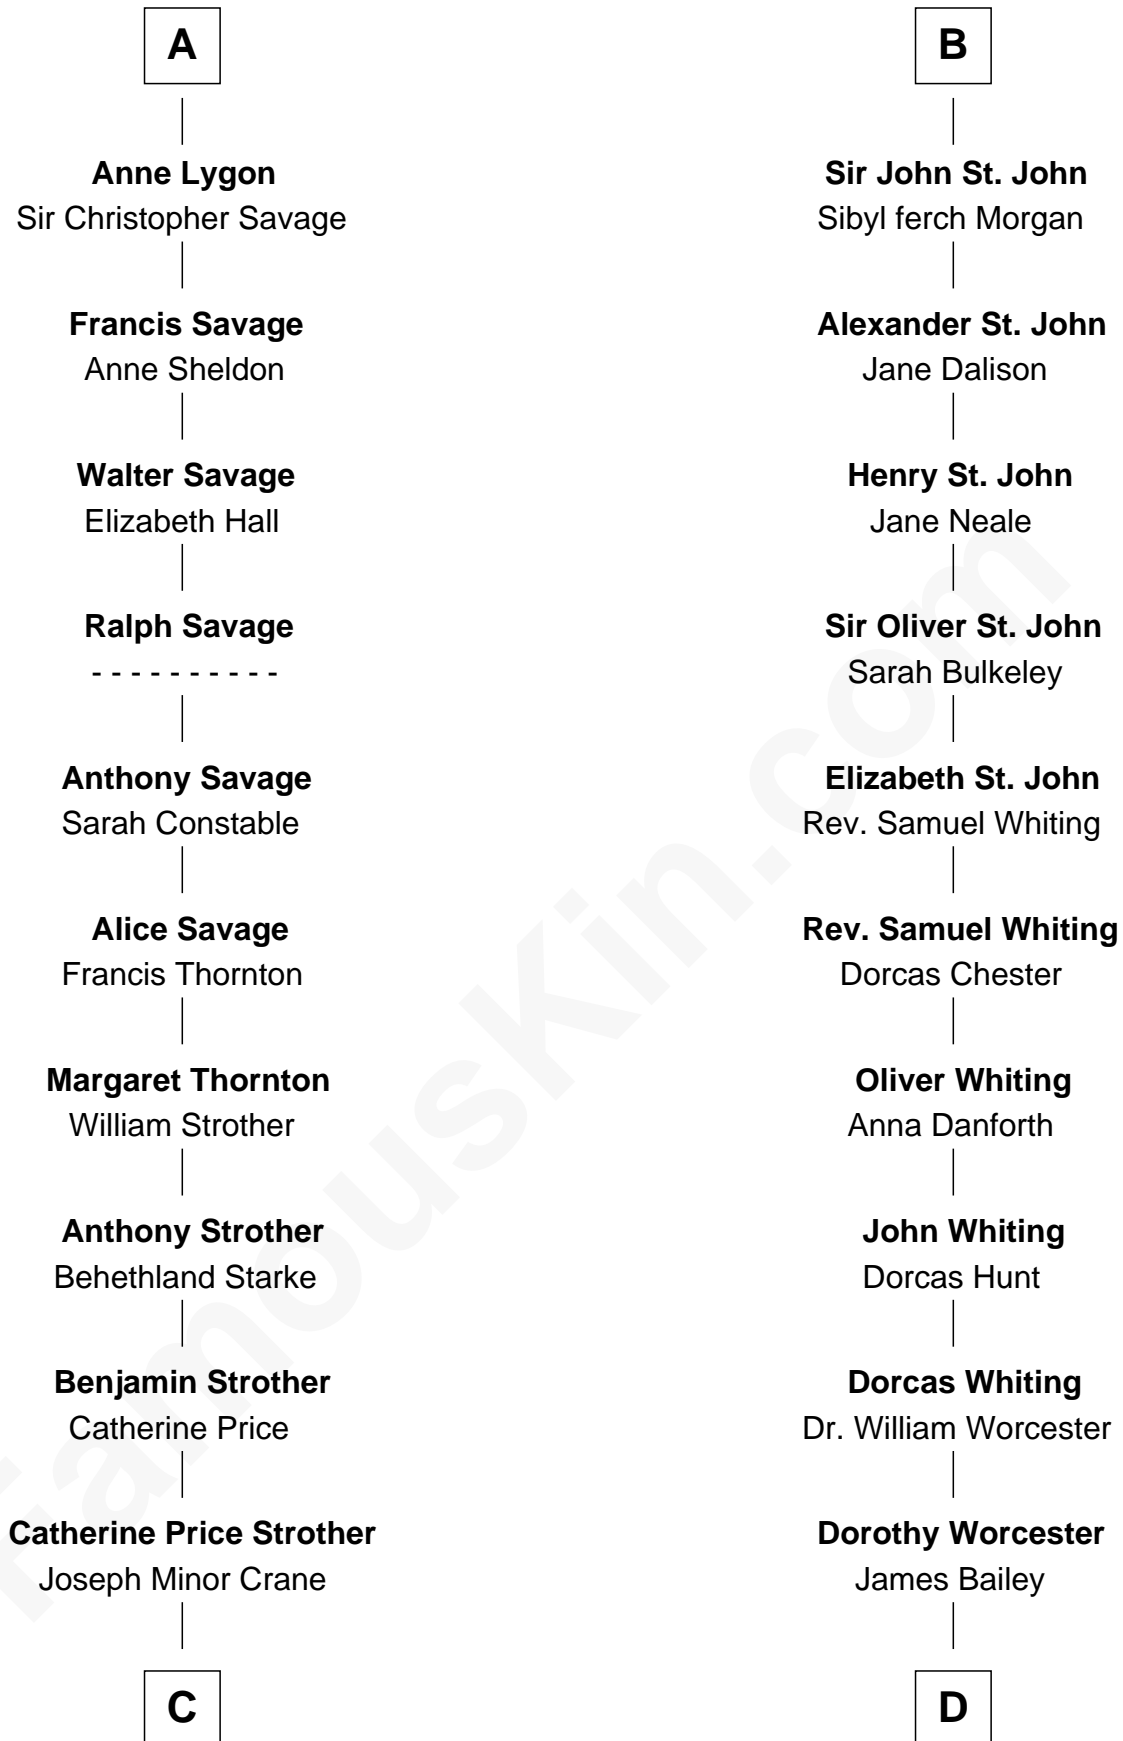 A
B
Anne Lygon
Sir Christopher Savage
Sir John St. John
Sibyl ferch Morgan
Francis Savage
Anne Sheldon
Alexander St. John
Jane Dalison
Walter Savage
Elizabeth Hall
Henry St. John
Jane Neale
Ralph Savage
- - - - - - - - - -
Sir Oliver St. John
Sarah Bulkeley
Anthony Savage
Sarah Constable
Elizabeth St. John
Rev. Samuel Whiting
Alice Savage
Francis Thornton
Rev. Samuel Whiting
Dorcas Chester
Margaret Thornton
William Strother
Oliver Whiting
Anna Danforth
Anthony Strother
Behethland Starke
John Whiting
Dorcas Hunt
Benjamin Strother
Catherine Price
Dorcas Whiting
Dr. William Worcester
Catherine Price Strother
Joseph Minor Crane
Dorothy Worcester
James Bailey
C
D
FamousKin.com